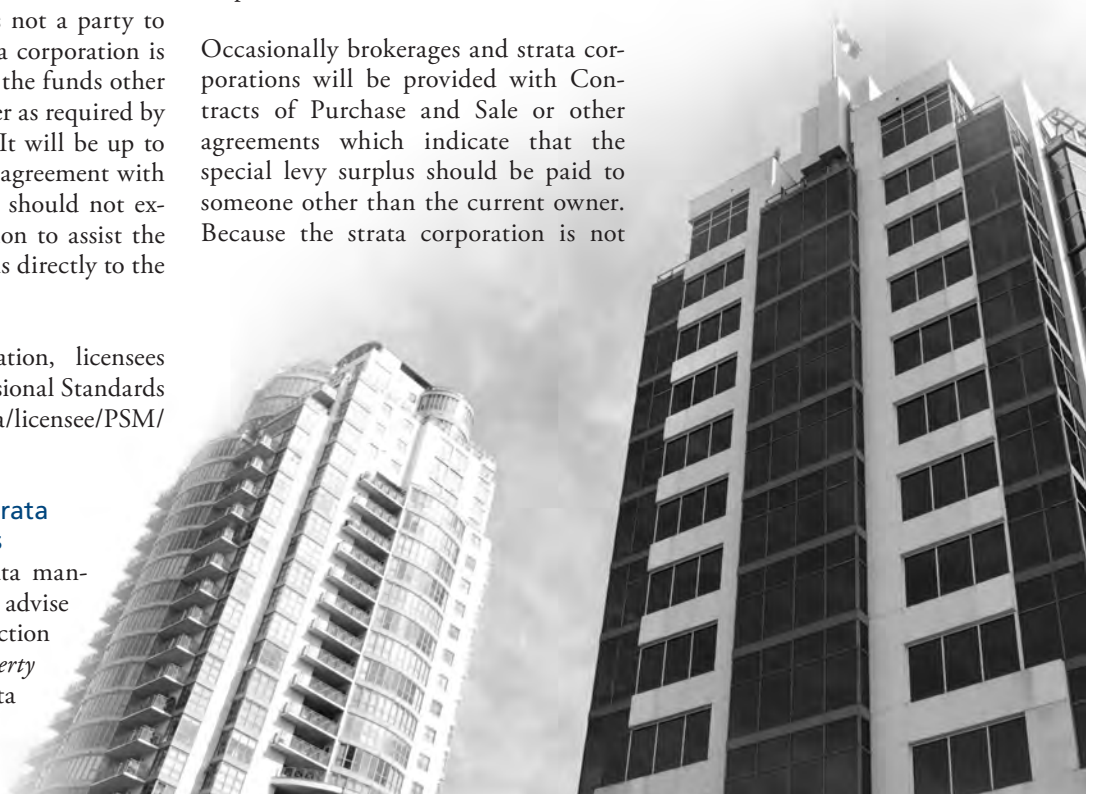 not a party to
a corporation is
the funds other
er as required by
It will be up to
agreement with
should not ex-
on to assist the
s directly to the
ation, licensees
sional Standards
a/licensee/PSM/
rata
s
ta man-
advise
ction
erty
ta
Occasionally brokerages and strata cor-
porations will be provided with Con-
tracts of Purchase and Sale or other
agreements which indicate that the
special levy surplus should be paid to
someone other than the current owner.
Because the strata corporation is not